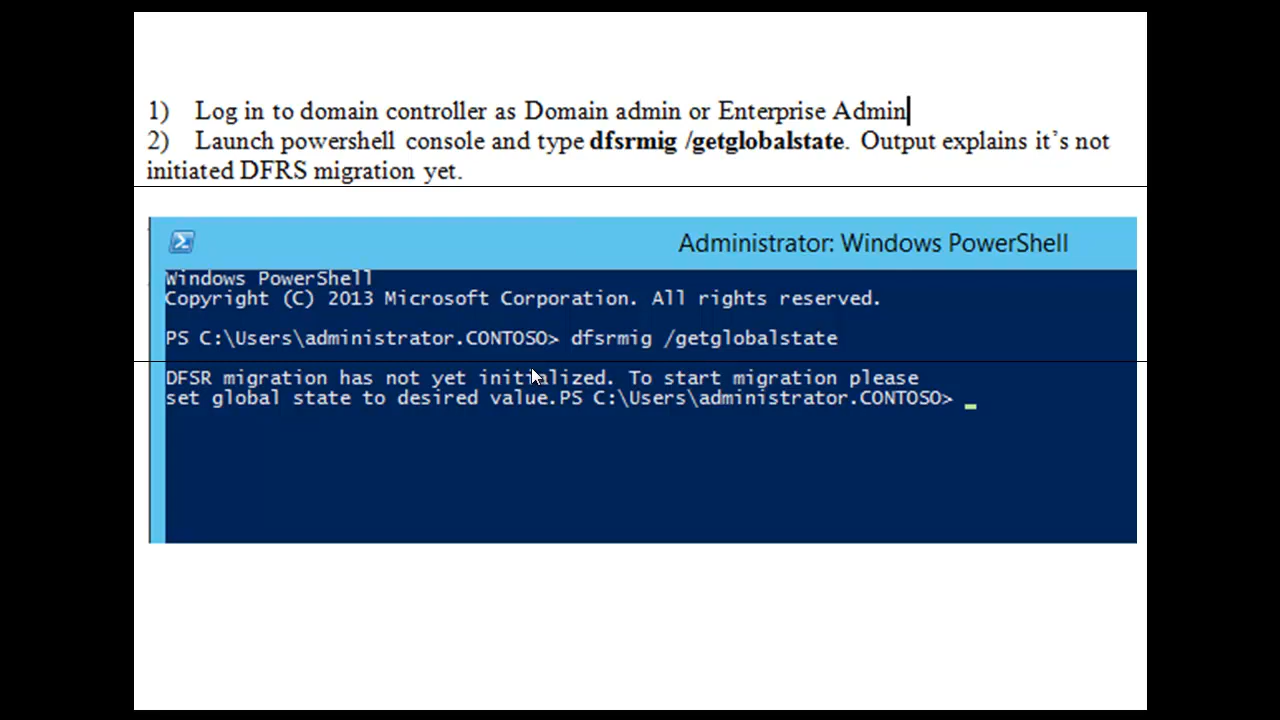 1) Log in to domain controller as Domain admin or Enterprise Admin
2) Launch powershell console and type dfsrmig /getglobalstate. Output explains it's not
initiated DFRS migration yet.
Administrator: Windows PowerShell
Windows PowerShell
Copyright (C) 2013 Microsoft Corporation. All rights reserved.
PS C:\Users\administrator.CONTOSO> dfsrmig /getglobalstate
DFSR migration has not yet initialized. To start migration please
set global state to desired value.PS C:\Users\administrator.CONTOSO>